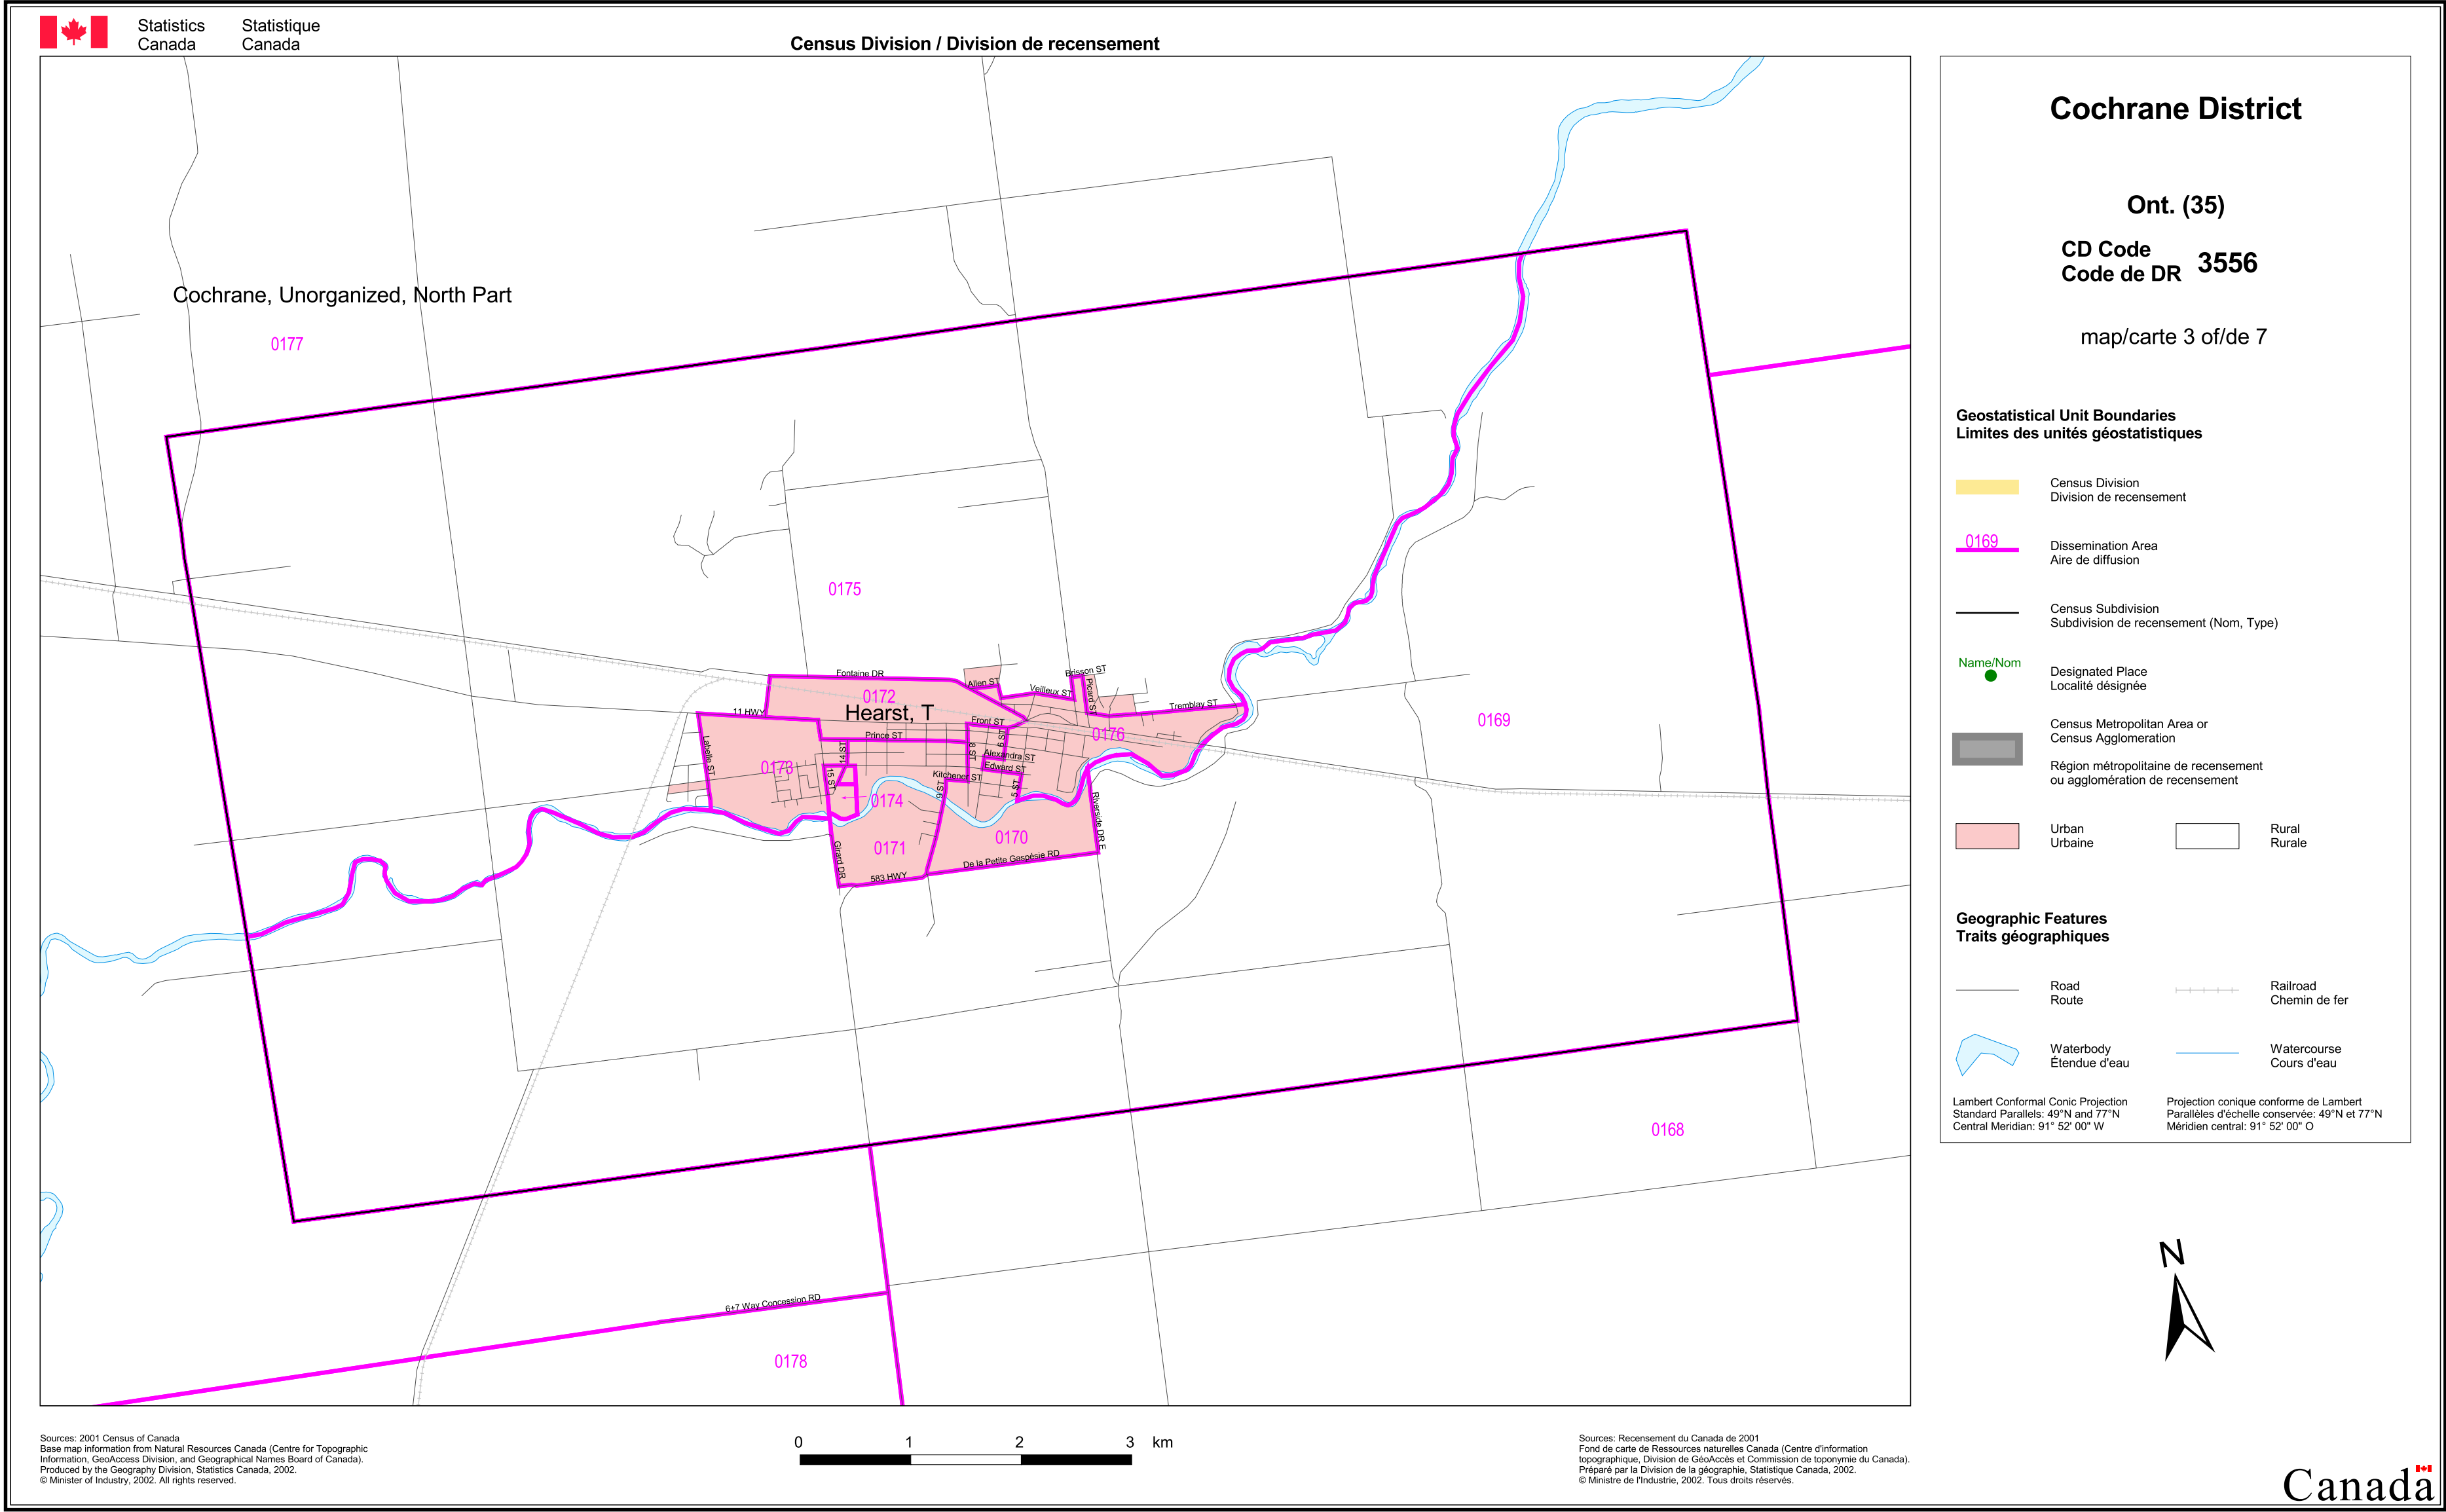 Statistics
Canada
Statistique
Canada
Census Division / Division de recensement
Cochrane, Unorganized, North Part
0177
0175
Fontaine DR
0172
Hearst, T
11 HWY
Allen ST
Veilleux ST
Brisson ST
Picard ST
Tremblay ST
Front ST
0176
0169
Prince ST
14 ST
8 ST
6 ST
Alexandra ST
Edward ST
Kitchener ST
Labelle ST
0173
15 ST
0174
9 ST
5 ST
Riverside DR E
0170
0171
Girard DR
583 HWY
De la Petite Gaspésie RD
0168
6+7 Way Concession RD
0178
Cochrane District
Ont. (35)
CD Code
Code de DR
3556
map/carte 3 of/de 7
Geostatistical Unit Boundaries
Limites des unités géostatistiques
Census Division
Division de recensement
0169
Dissemination Area
Aire de diffusion
Census Subdivision
Subdivision de recensement (Nom, Type)
Name/Nom
Designated Place
Localité désignée
Census Metropolitan Area or
Census Agglomeration
Région métropolitaine de recensement
ou agglomération de recensement
Urban
Urbaine
Rural
Rurale
Geographic Features
Traits géographiques
Road
Route
Railroad
Chemin de fer
Waterbody
Étendue d'eau
Watercourse
Cours d'eau
Lambert Conformal Conic Projection
Standard Parallels: 49°N and 77°N
Central Meridian: 91° 52' 00" W
Projection conique conforme de Lambert
Parallèles d'échelle conservée: 49°N et 77°N
Méridien central: 91° 52' 00" O
N
Sources: 2001 Census of Canada
Base map information from Natural Resources Canada (Centre for Topographic
Information, GeoAccess Division, and Geographical Names Board of Canada).
Produced by the Geography Division, Statistics Canada, 2002.
© Minister of Industry, 2002. All rights reserved.
0 1 2 3 km
Sources: Recensement du Canada de 2001
Fond de carte de Ressources naturelles Canada (Centre d'information
topographique, Division de GéoAccès et Commission de toponymie du Canada).
Préparé par la Division de la géographie, Statistique Canada, 2002.
© Ministre de l'Industrie, 2002. Tous droits réservés.
Canada